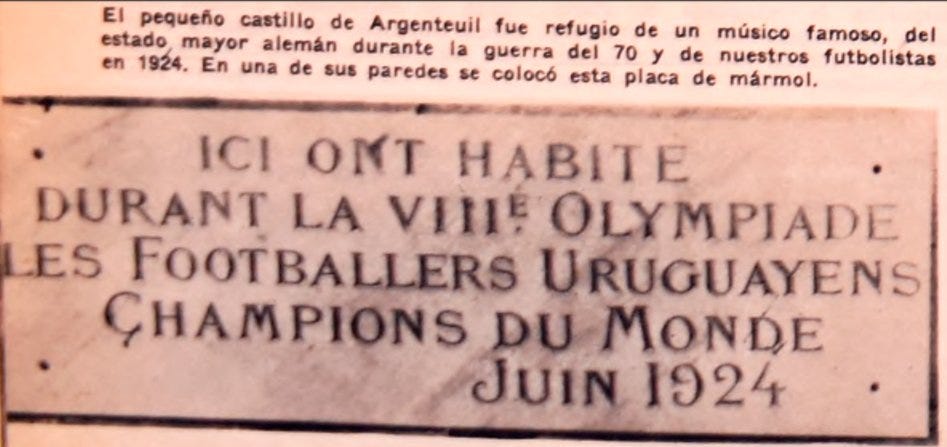 El pequeño castillo de Argenteuil fue refugio de un músico famoso, del
estado mayor alemán durante la guerra del 70 y de nuestros futbolistas
en 1924. En una de sus paredes se colocó esta placa de mármol.
ICI ONT HABITE
DURANT LA VIIIE. OLYMPIADE
LES FOOTBALLERS URUGUAYENS
CHAMPIONS DU MONDE
JUIN 1924